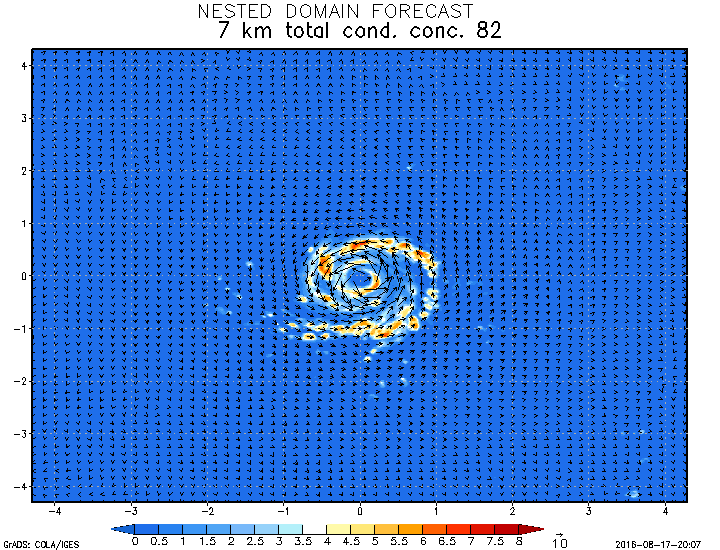 NESTED DOMAIN FORECAST
7 km total cond. conc. 82
4
3
2
1
0
−1
−2
−3
−4
−4 −3 −2 −1 0 1 2 3 4
0 0.5 1 1.5 2 2.5 3 3.5 4 4.5 5 5.5 6 6.5 7 7.5 8
10
GrADS: COLA/IGES 2016−08−17−20:07